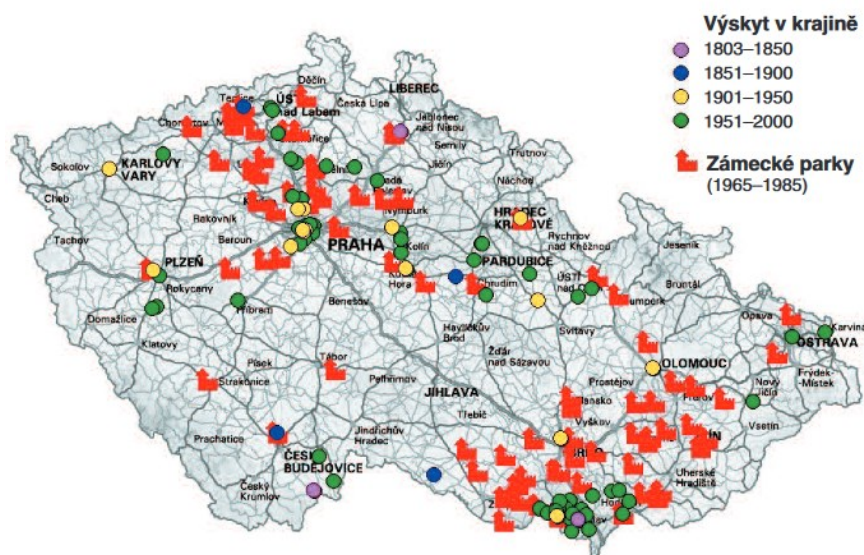 Výskyt v krajině
1803–1850
1851–1900
1901–1950
1951–2000
Zámecké parky
(1965–1985)
Děčín
LIBEREC
Česká Lípa
Jablonec
nad Nisou
nad Labem
Semily
Trutnov
Jičín
Náchod
Sokolov
KARLOVY
VARY
Cheb
Rakovník
Nymburk
HRADEC
KRÁLOVÉ
Rychnov
nad Kněžnou
Jeseník
Tachov
Beroun
PRAHA
Kolín
PARDUBICE
Bruntál
PLZEŇ
Rokycany
Hora
Chrudim
ÚSTÍ
Opava
Karviná
Příbram
Benešov
OSTRAVA
Domažlice
Havlíčkův
Brod
Svitavy
Klatovy
Žďár
nad Sázavou
OLOMOUC
Frýdek-
Místek
Písek
Tábor
Pelhřimov
Prostějov
Přerov
Nový
Jičín
Strakonice
JIHLAVA
Vsetín
Třebíč
Vyškov
Prachatice
Jindřichův
Hradec
BRNO
ČESKÉ
BUDĚJOVICE
Uherské
Hradiště
Český
Krumlov